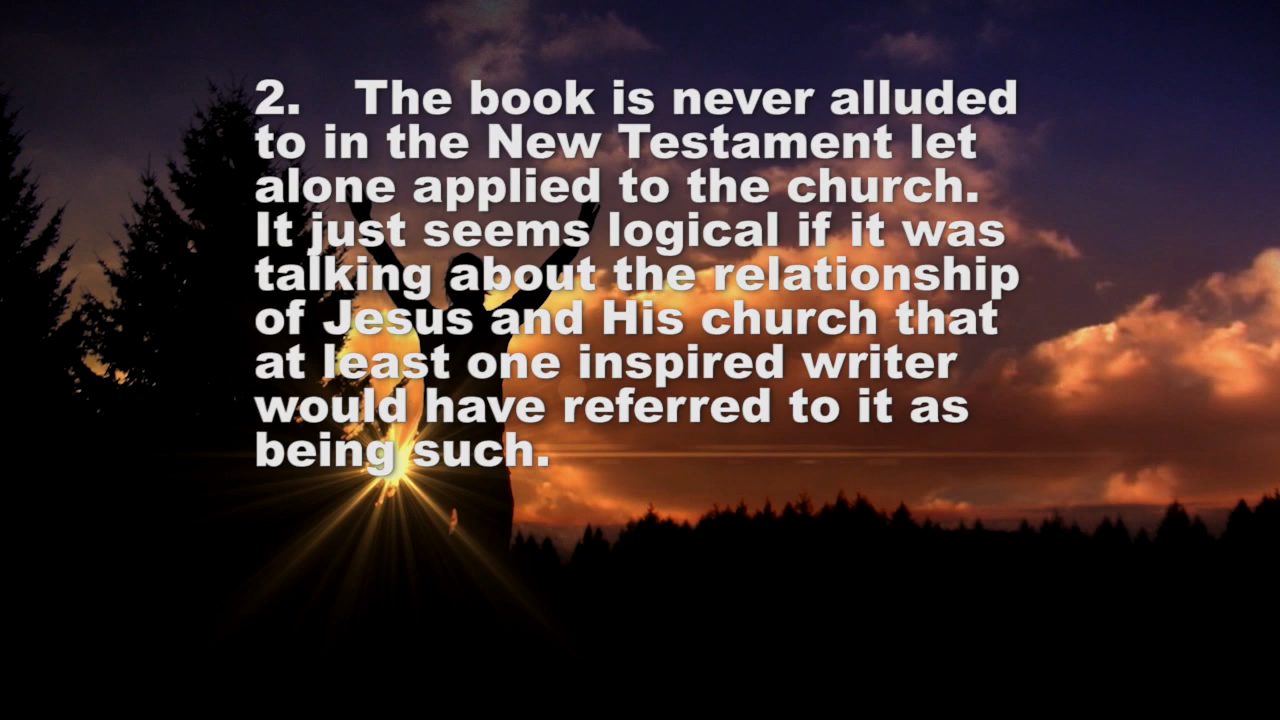 2. The book is never alluded
to in the New Testament let
alone applied to the church.
It just seems logical if it was
talking about the relationship
of Jesus and His church that
at least one inspired writer
would have referred to it as
being such.